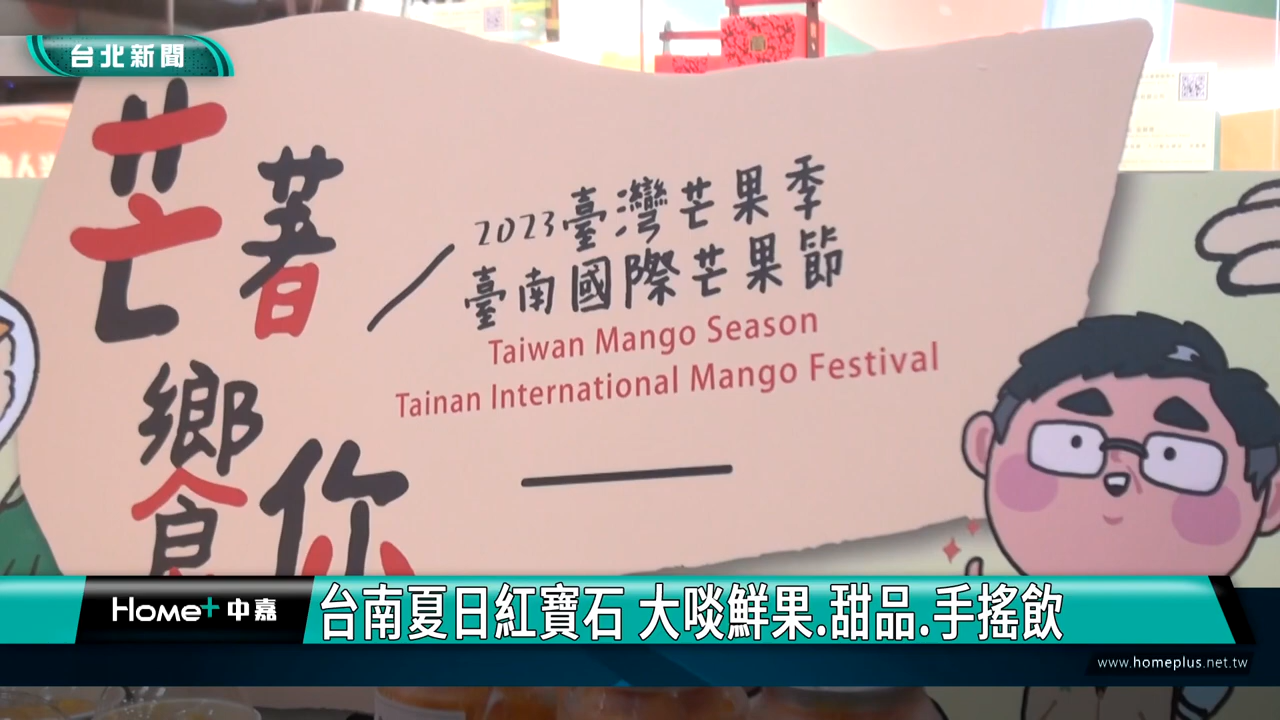 台北新聞
芒著
饗你
2023臺灣芒果季
臺南國際芒果節
Taiwan Mango Season
Tainan International Mango Festival
Home+中嘉
台南夏日紅寶石 大啖鮮果.甜品.手搖飲
www.homeplus.net.tw